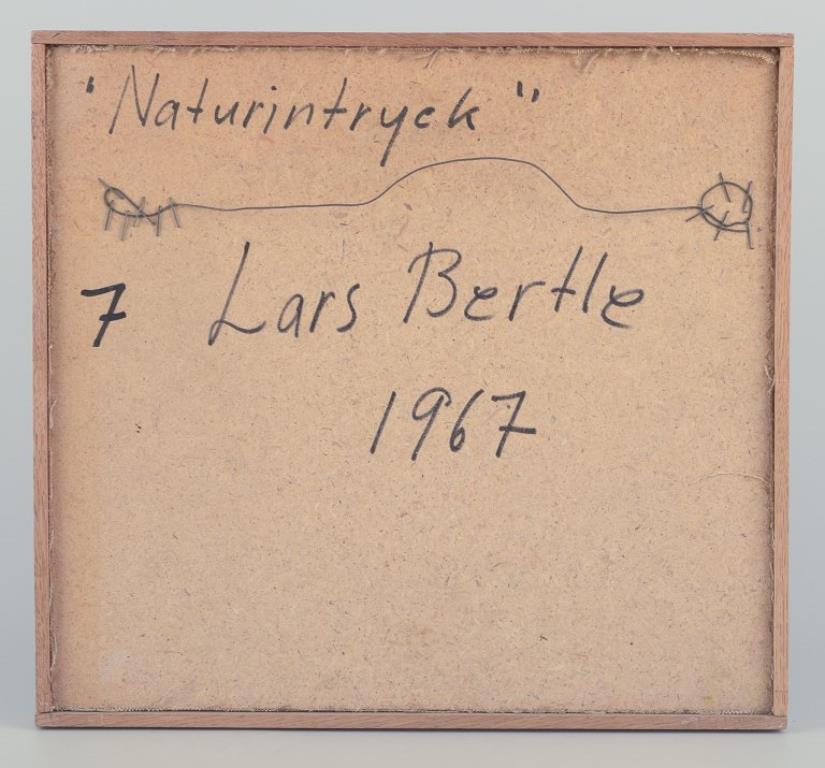 "Naturintryck"
7 Lars Bertle
1967